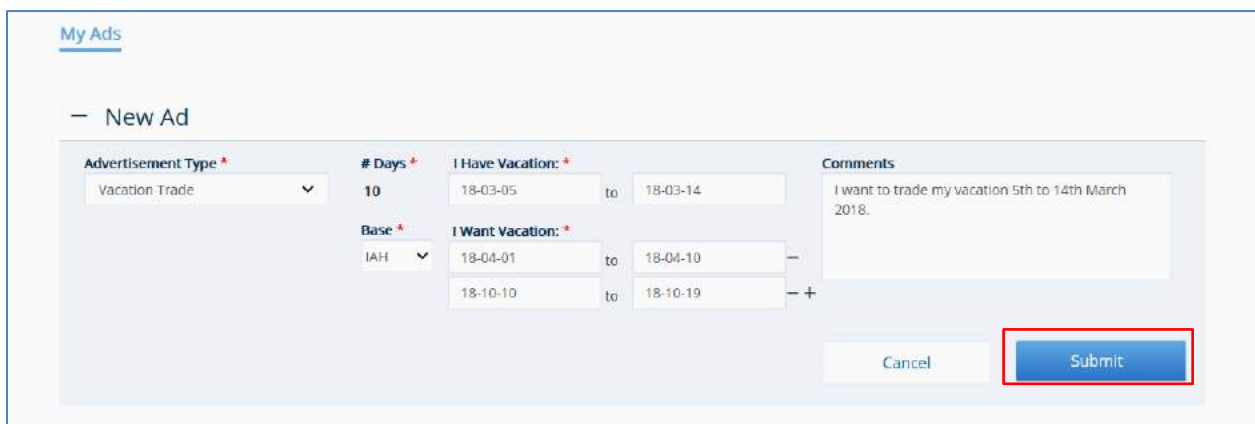 My Ads
− New Ad
Advertisement Type *
Vacation Trade
# Days *
10
I Have Vacation: *
18-03-05 to 18-03-14
Base *
IAH
I Want Vacation: *
18-04-01 to 18-04-10 −
18-10-10 to 18-10-19 − +
Comments
I want to trade my vacation 5th to 14th March
2018.
Cancel
Submit